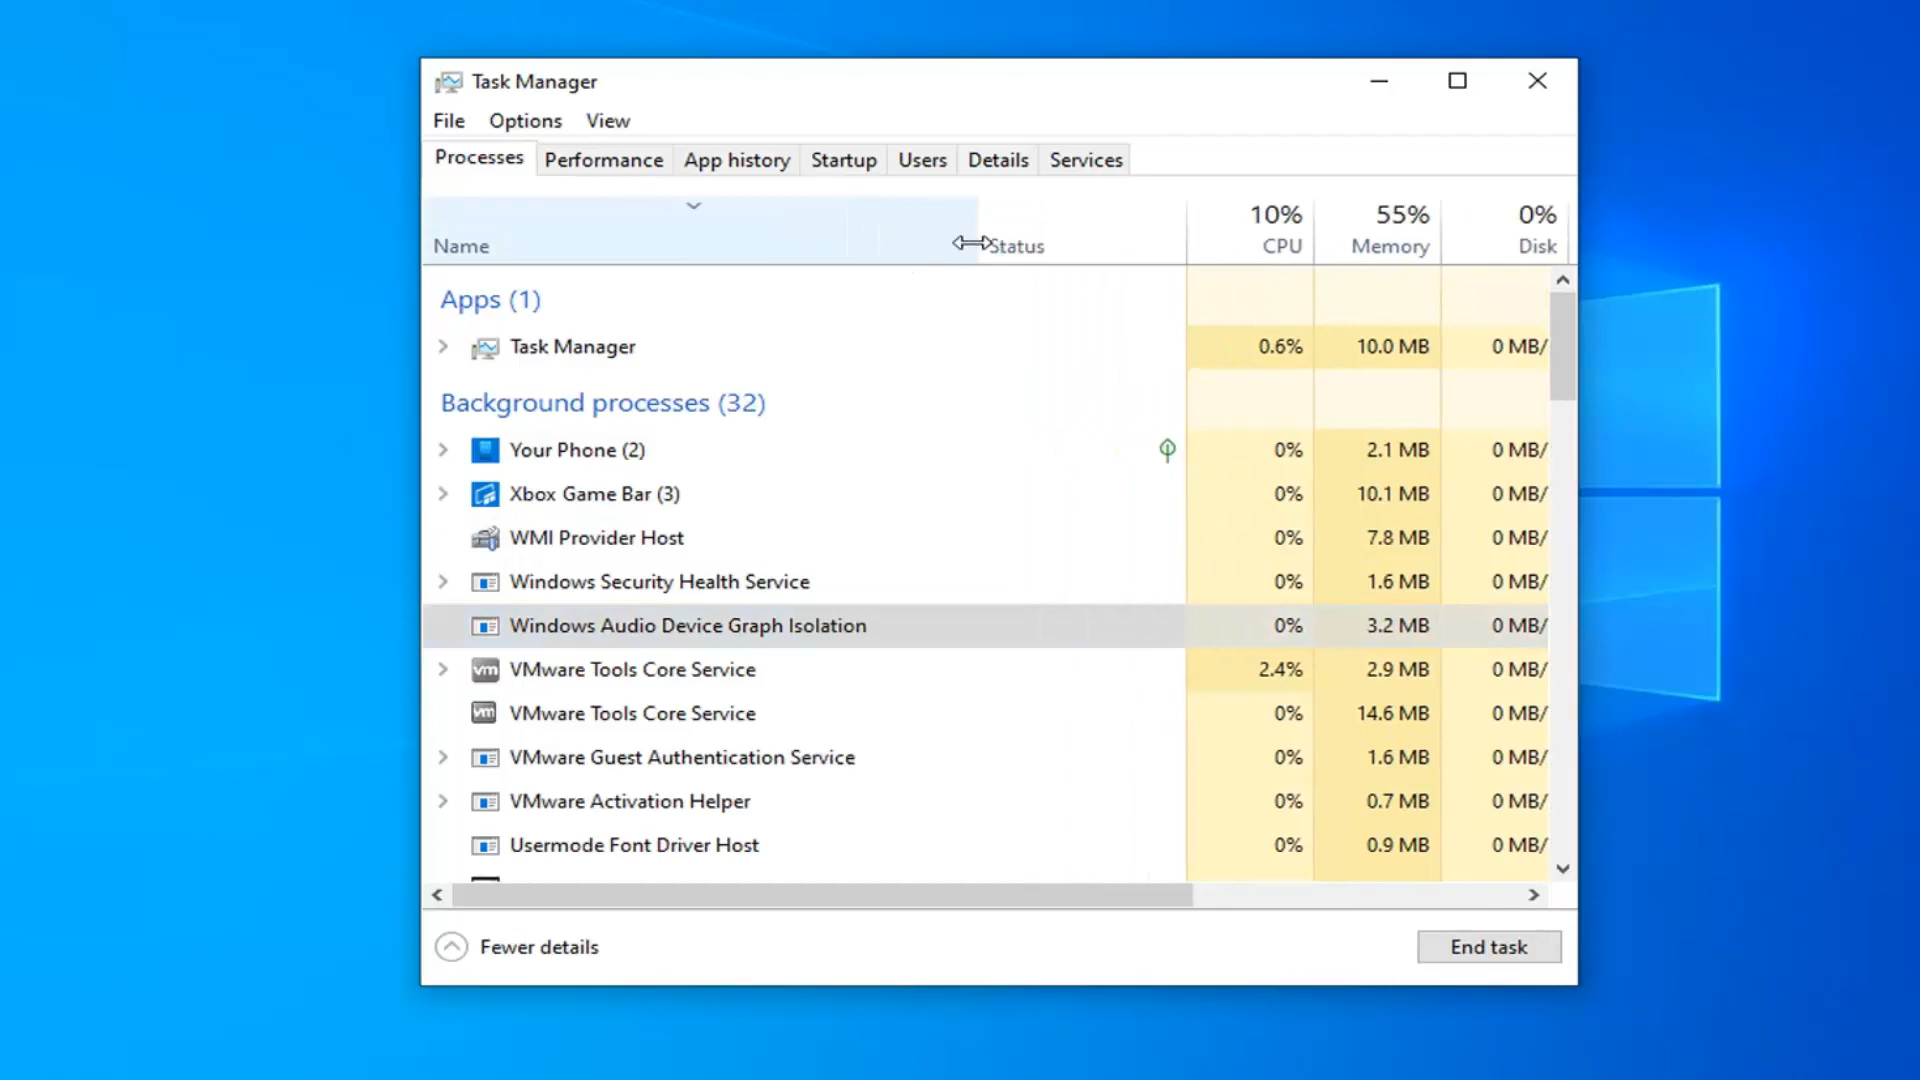 Task Manager
File Options View
Processes Performance App history Startup Users Details Services
10% 55% 0%
Name Status CPU Memory Disk
Apps (1)
Task Manager 0.6% 10.0 MB 0 MB/
Background processes (32)
Your Phone (2) 0% 2.1 MB 0 MB/
Xbox Game Bar (3) 0% 10.1 MB 0 MB/
WMI Provider Host 0% 7.8 MB 0 MB/
Windows Security Health Service 0% 1.6 MB 0 MB/
Windows Audio Device Graph Isolation 0% 3.2 MB 0 MB/
vm VMware Tools Core Service 2.4% 2.9 MB 0 MB/
vm VMware Tools Core Service 0% 14.6 MB 0 MB/
VMware Guest Authentication Service 0% 1.6 MB 0 MB/
VMware Activation Helper 0% 0.7 MB 0 MB/
Usermode Font Driver Host 0% 0.9 MB 0 MB/
Fewer details End task